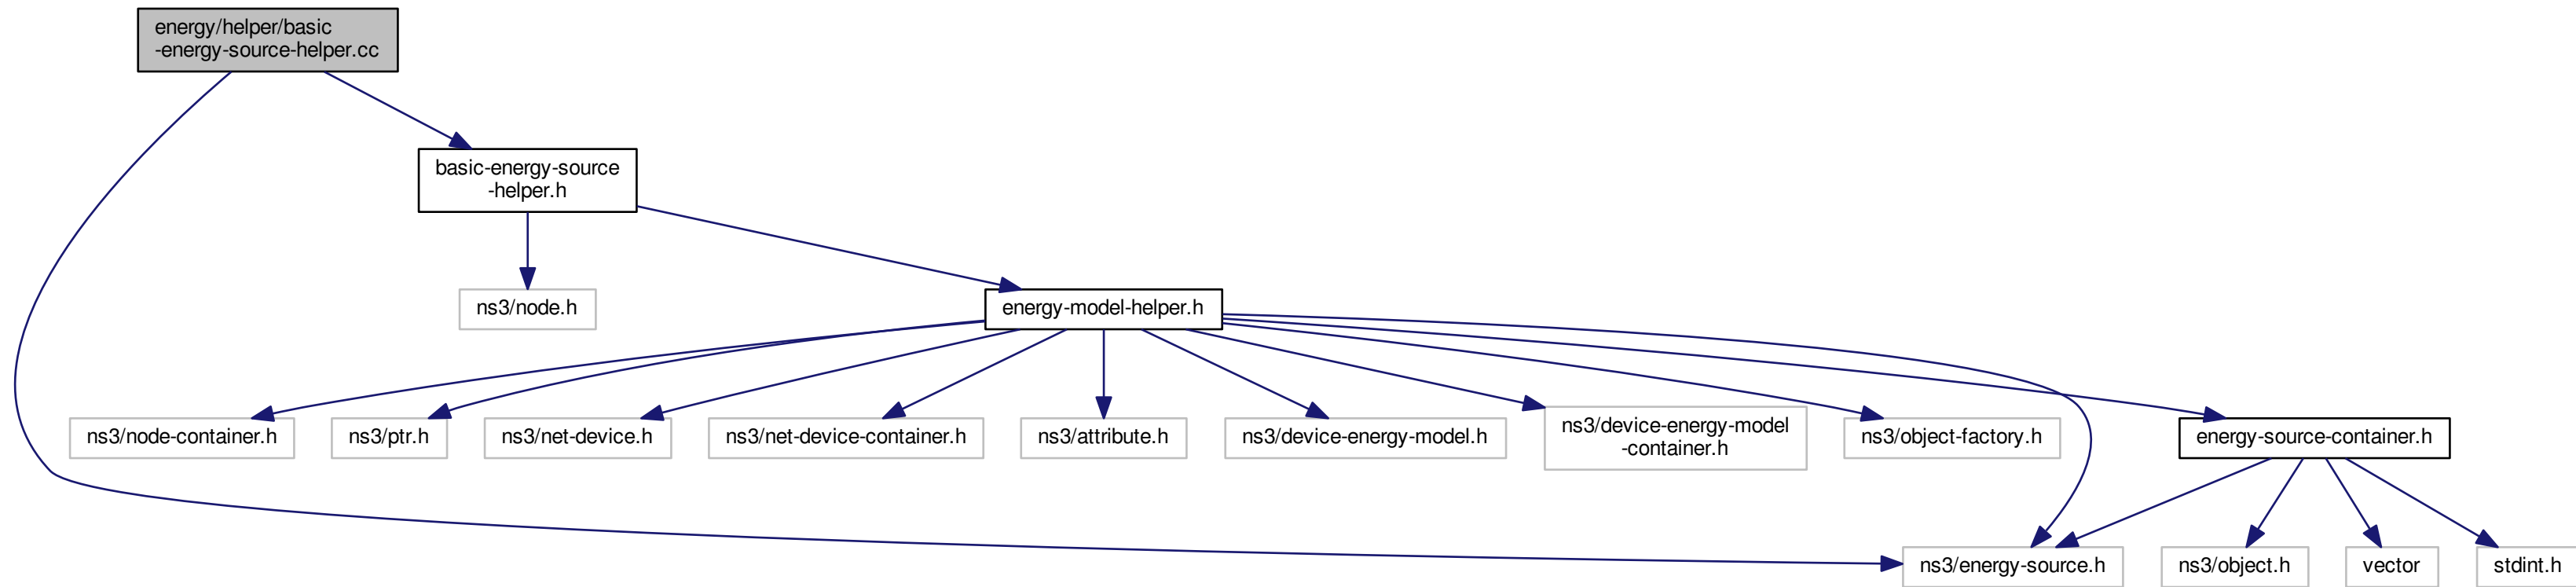 energy/helper/basic
-energy-source-helper.cc
basic-energy-source
-helper.h
ns3/node.h
energy-model-helper.h
ns3/node-container.h
ns3/ptr.h
ns3/net-device.h
ns3/net-device-container.h
ns3/attribute.h
ns3/device-energy-model.h
ns3/device-energy-model
-container.h
ns3/object-factory.h
energy-source-container.h
ns3/energy-source.h
ns3/object.h
vector
stdint.h